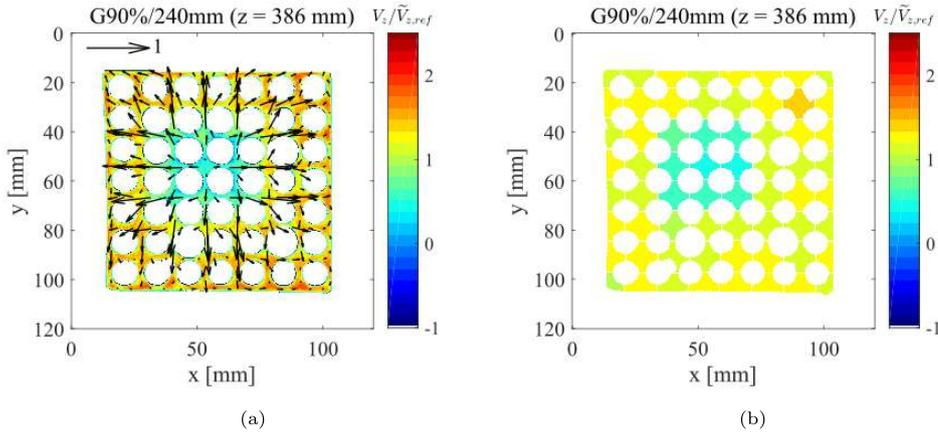 G90%/240mm (z = 386 mm) V_z/Ṽ_{z,ref} G90%/240mm (z = 386 mm) V_z/Ṽ_{z,ref}
0 1 0
20 2 20 2
40 40
1 1
60 60
80 0 80 0
100 100
120 -1 120 -1
0 50 100 0 50 100
y [mm] y [mm]
x [mm] x [mm]
(a) (b)